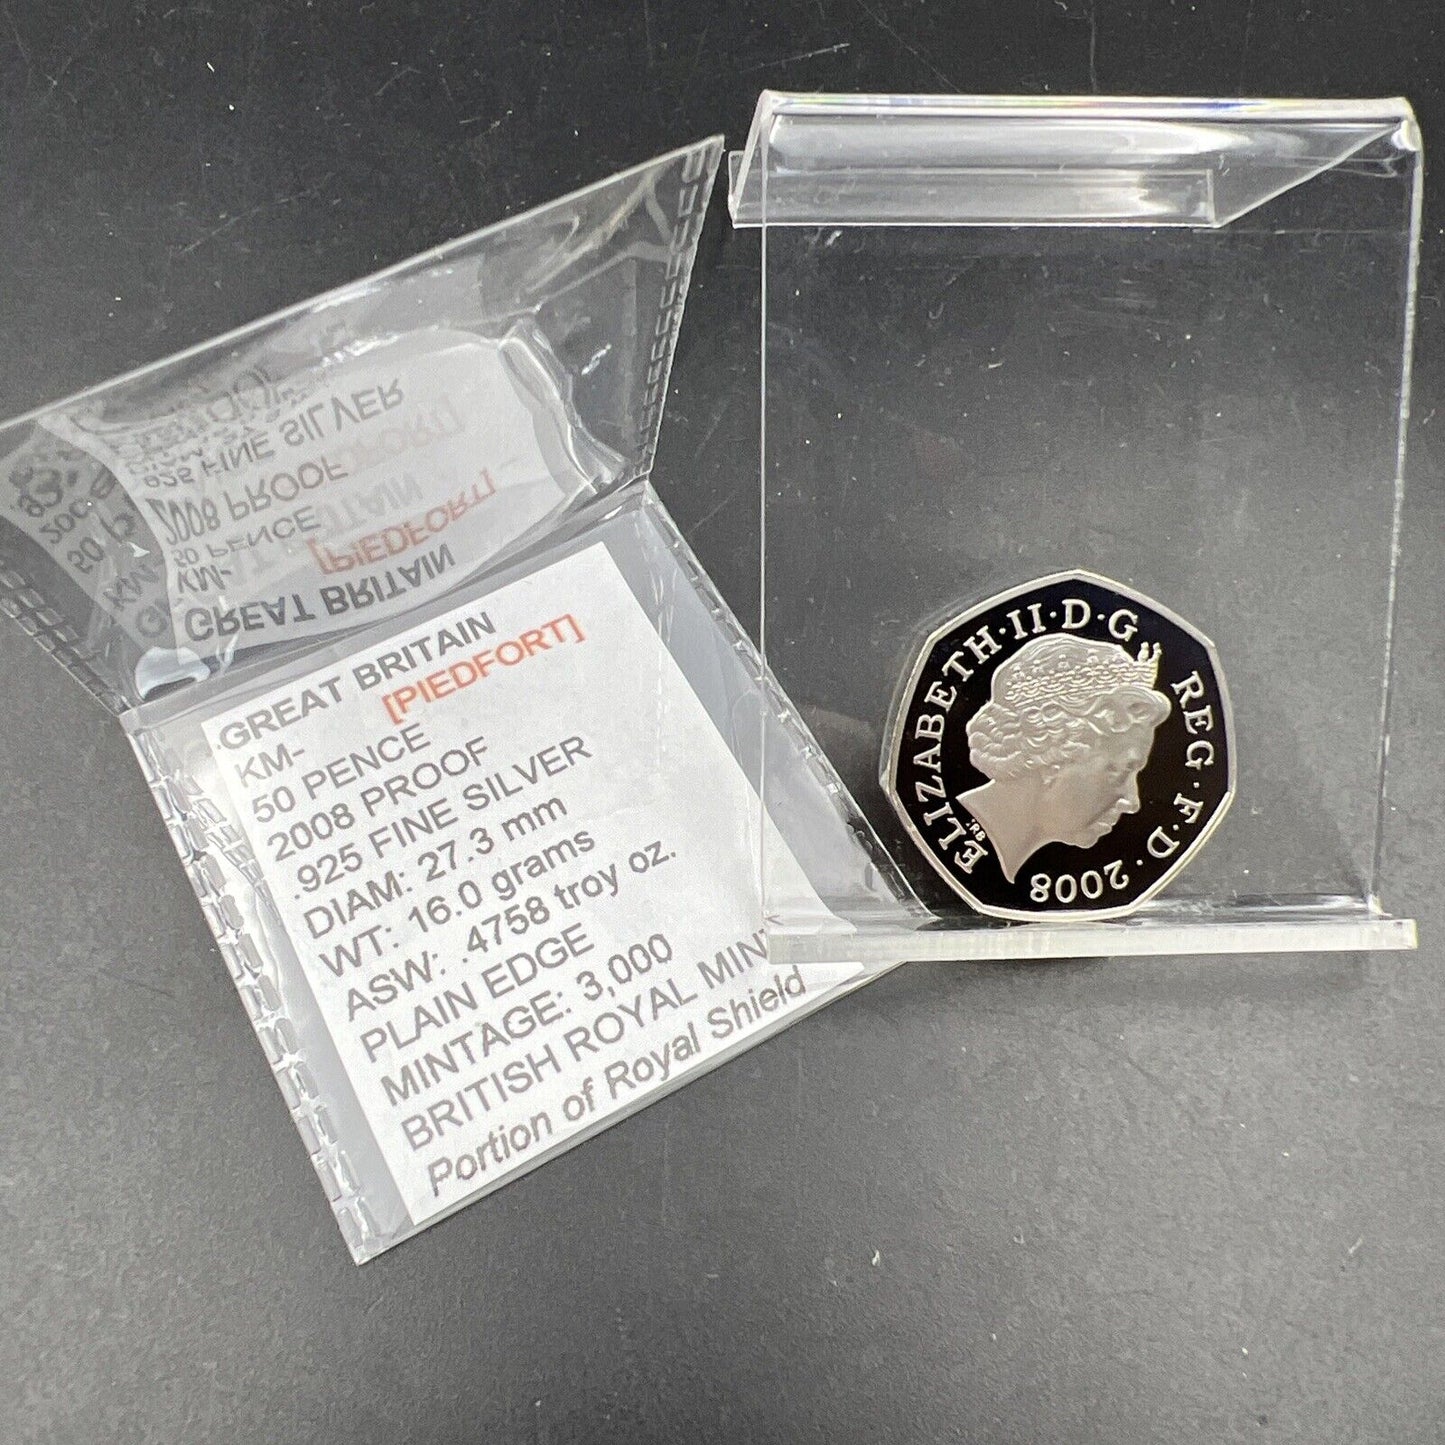 GREAT BRITAIN
[PIEDFORT]
KM-
50 PENCE
2008 PROOF
.925 FINE SILVER
DIAM: 27.3 mm
WT: 16.0 grams
ASW: .4758 troy oz.
PLAIN EDGE
MINTAGE: 3,000
BRITISH ROYAL MINT
Portion of Royal Shield
ELIZABETH·II·D·G REG·F·D·2008
IRB